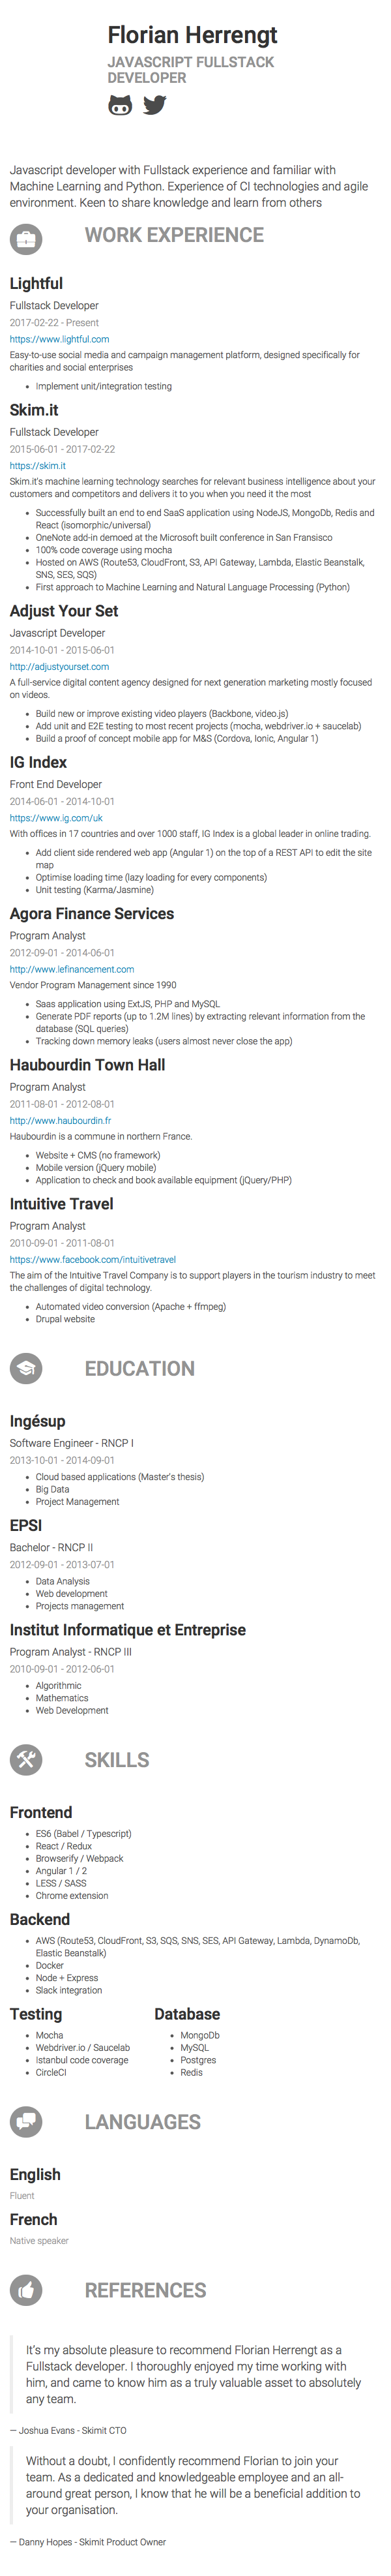 Florian Herrengt
JAVASCRIPT FULLSTACK
DEVELOPER
Javascript developer with Fullstack experience and familiar with
Machine Learning and Python. Experience of CI technologies and agile
environment. Keen to share knowledge and learn from others
WORK EXPERIENCE
Lightful
Fullstack Developer
2017-02-22 - Present
https://www.lightful.com
Easy-to-use social media and campaign management platform, designed specifically for
charities and social enterprises
• Implement unit/integration testing
Skim.it
Fullstack Developer
2015-06-01 - 2017-02-22
https://skim.it
Skim.it's machine learning technology searches for relevant business intelligence about your
customers and competitors and delivers it to you when you need it the most
• Successfully built an end to end SaaS application using NodeJS, MongoDB, Redis and
React (isomorphic/universal)
• OneNote add-in demoed at the Microsoft built conference in San Fransisco
• 100% code coverage using mocha
• Hosted on AWS (Route53, CloudFront, S3, API Gateway, Lambda, Elastic Beanstalk,
SNS, SES, SQS)
• First approach to Machine Learning and Natural Language Processing (Python)
Adjust Your Set
Javascript Developer
2014-10-01 - 2015-06-01
http://adjustyourset.com
A full-service digital content agency designed for next generation marketing mostly focused
on videos.
• Build new or improve existing video players (Backbone, video.js)
• Add unit and E2E testing to most recent projects (mocha, webdriver.io + saucelab)
• Build a proof of concept mobile app for M&S (Cordova, Ionic, Angular 1)
IG Index
Front End Developer
2014-06-01 - 2014-10-01
https://www.ig.com/uk
With offices in 17 countries and over 1000 staff, IG Index is a global leader in online trading.
• Add client side rendered web app (Angular 1) on the top of a REST API to edit the site
map
• Optimise loading time (lazy loading for every components)
• Unit testing (Karma/Jasmine)
Agora Finance Services
Program Analyst
2012-09-01 - 2014-06-01
http://www.lefinancement.com
Vendor Program Management since 1990
• Saas application using ExtJS, PHP and MySQL
• Generate PDF reports (up to 1.2M lines) by extracting relevant information from the
database (SQL queries)
• Tracking down memory leaks (users almost never close the app)
Haubourdin Town Hall
Program Analyst
2011-08-01 - 2012-08-01
http://www.haubourdin.fr
Haubourdin is a commune in northern France.
• Website + CMS (no framework)
• Mobile version (jQuery mobile)
• Application to check and book available equipment (jQuery/PHP)
Intuitive Travel
Program Analyst
2010-09-01 - 2011-08-01
https://www.facebook.com/intuitivetravel
The aim of the Intuitive Travel Company is to support players in the tourism industry to meet
the challenges of digital technology.
• Automated video conversion (Apache + ffmpeg)
• Drupal website
EDUCATION
Ingésup
Software Engineer - RNCP I
2013-10-01 - 2014-09-01
• Cloud based applications (Master's thesis)
• Big Data
• Project Management
EPSI
Bachelor - RNCP II
2012-09-01 - 2013-07-01
• Data Analysis
• Web development
• Projects management
Institut Informatique et Entreprise
Program Analyst - RNCP III
2010-09-01 - 2012-06-01
• Algorithmic
• Mathematics
• Web Development
SKILLS
Frontend
• ES6 (Babel / Typescript)
• React / Redux
• Browserify / Webpack
• Angular 1 / 2
• LESS / SASS
• Chrome extension
Backend
• AWS (Route53, CloudFront, S3, SQS, SNS, SES, API Gateway, Lambda, DynamoDb,
Elastic Beanstalk)
• Docker
• Node + Express
• Slack integration
Testing
• Mocha
• Webdriver.io / Saucelab
• Istanbul code coverage
• CircleCI
Database
• MongoDb
• MySQL
• Postgres
• Redis
LANGUAGES
English
Fluent
French
Native speaker
REFERENCES
It's my absolute pleasure to recommend Florian Herrengt as a
Fullstack developer. I thoroughly enjoyed my time working with
him, and came to know him as a truly valuable asset to absolutely
any team.
— Joshua Evans - Skimit CTO
Without a doubt, I confidently recommend Florian to join your
team. As a dedicated and knowledgeable employee and an all-
around great person, I know that he will be a beneficial addition to
your organisation.
— Danny Hopes - Skimit Product Owner